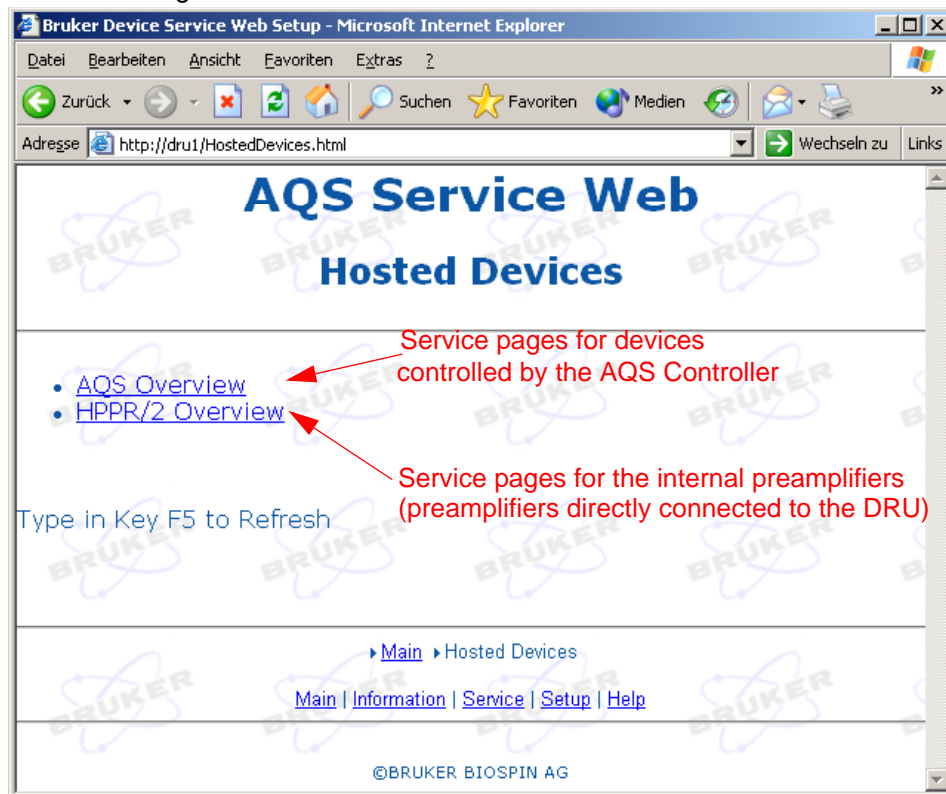 Bruker Device Service Web Setup - Microsoft Internet Explorer
Datei Bearbeiten Ansicht Favoriten Extras ?
Zurück Suchen Favoriten Medien »
Adresse http://dru1/HostedDevices.html Wechseln zu Links
AQS Service Web
Hosted Devices
Service pages for devices
controlled by the AQS Controller
• AQS Overview
• HPPR/2 Overview
Service pages for the internal preamplifiers
(preamplifiers directly connected to the DRU)
Type in Key F5 to Refresh
Main Hosted Devices
Main | Information | Service | Setup | Help
©BRUKER BIOSPIN AG
BRUKER